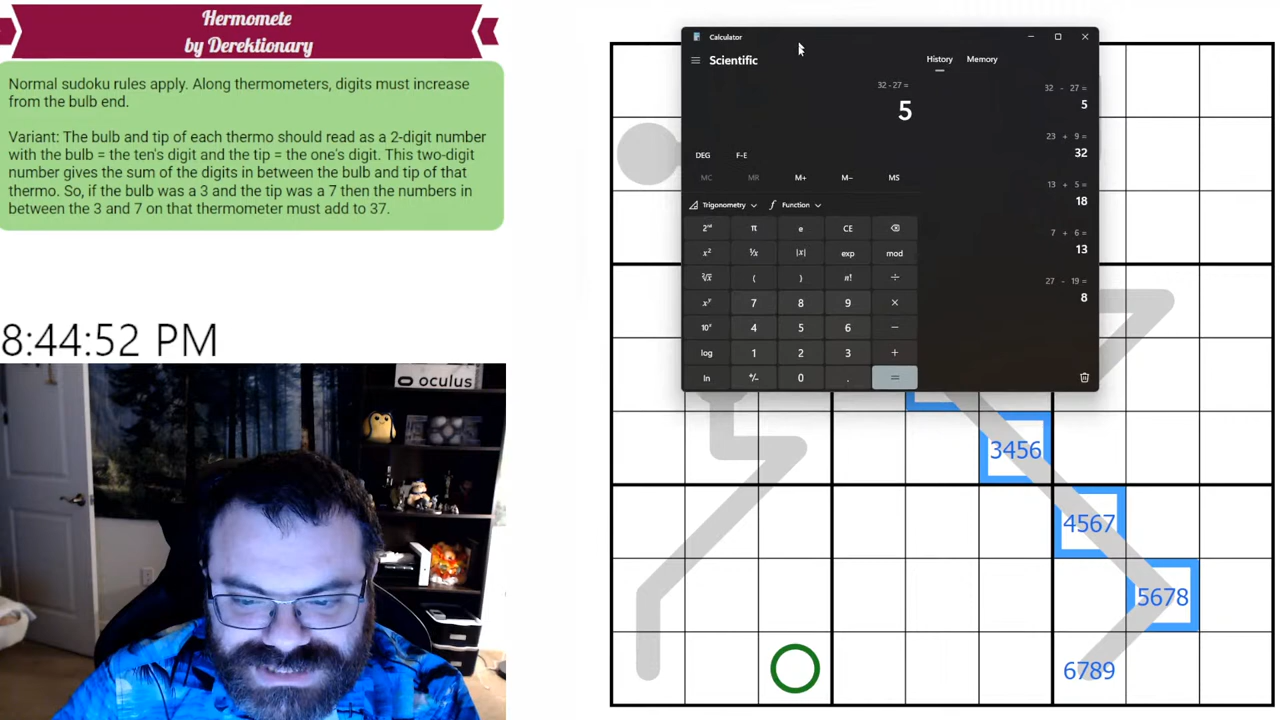 Hermomete
by Derektionary
Normal sudoku rules apply. Along thermometers, digits must increase
from the bulb end.
Variant: The bulb and tip of each thermo should read as a 2-digit number
with the bulb = the ten's digit and the tip = the one's digit. This two-digit
number gives the sum of the digits in between the bulb and tip of that
thermo. So, if the bulb was a 3 and the tip was a 7 then the numbers in
between the 3 and 7 on that thermometer must add to 37.
8:44:52 PM
oculus
Calculator
Scientific
History Memory
32 - 27 =
5
DEG F-E
MC MR M+ M− MS
Trigonometry Function
2nd π e CE
x² ⅟x |x| exp mod
²√x ( ) n! ÷
xʸ 7 8 9 ×
10ˣ 4 5 6 −
log 1 2 3 +
ln +/− 0 . =
32 - 27 =
5
23 + 9 =
32
13 + 5 =
18
7 + 6 =
13
27 - 19 =
8
3456
4567
5678
6789